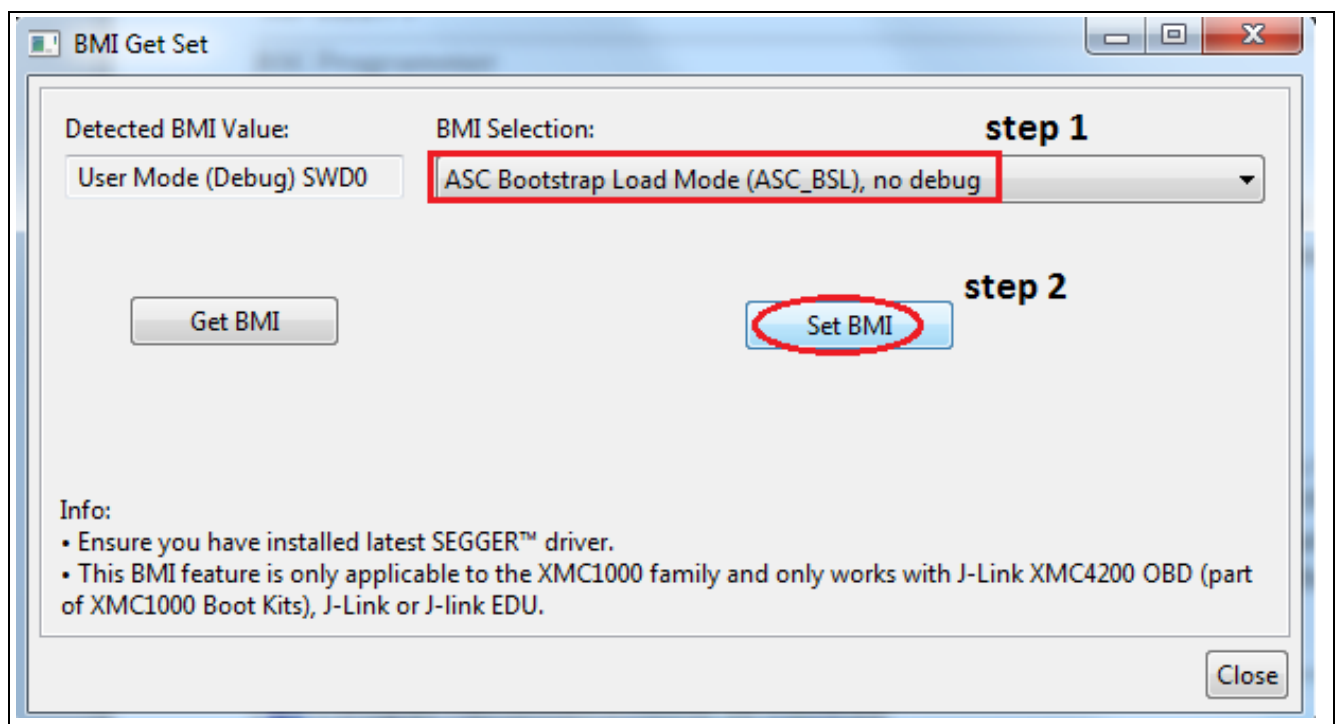 BMI Get Set
Detected BMI Value:
BMI Selection:
step 1
User Mode (Debug) SWD0
ASC Bootstrap Load Mode (ASC_BSL), no debug
step 2
Get BMI
Set BMI
Info:
• Ensure you have installed latest SEGGER™ driver.
• This BMI feature is only applicable to the XMC1000 family and only works with J-Link XMC4200 OBD (part
of XMC1000 Boot Kits), J-Link or J-link EDU.
Close